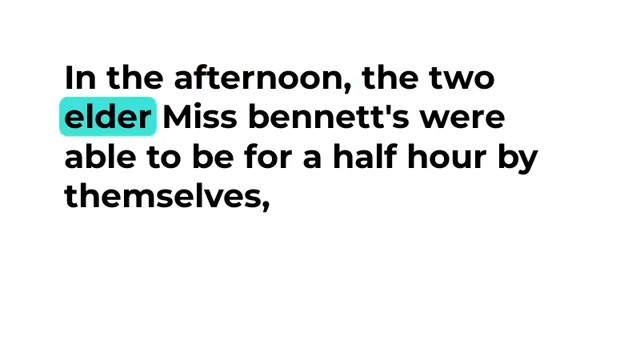 In the afternoon, the two
elder Miss bennett's were
able to be for a half hour by
themselves,